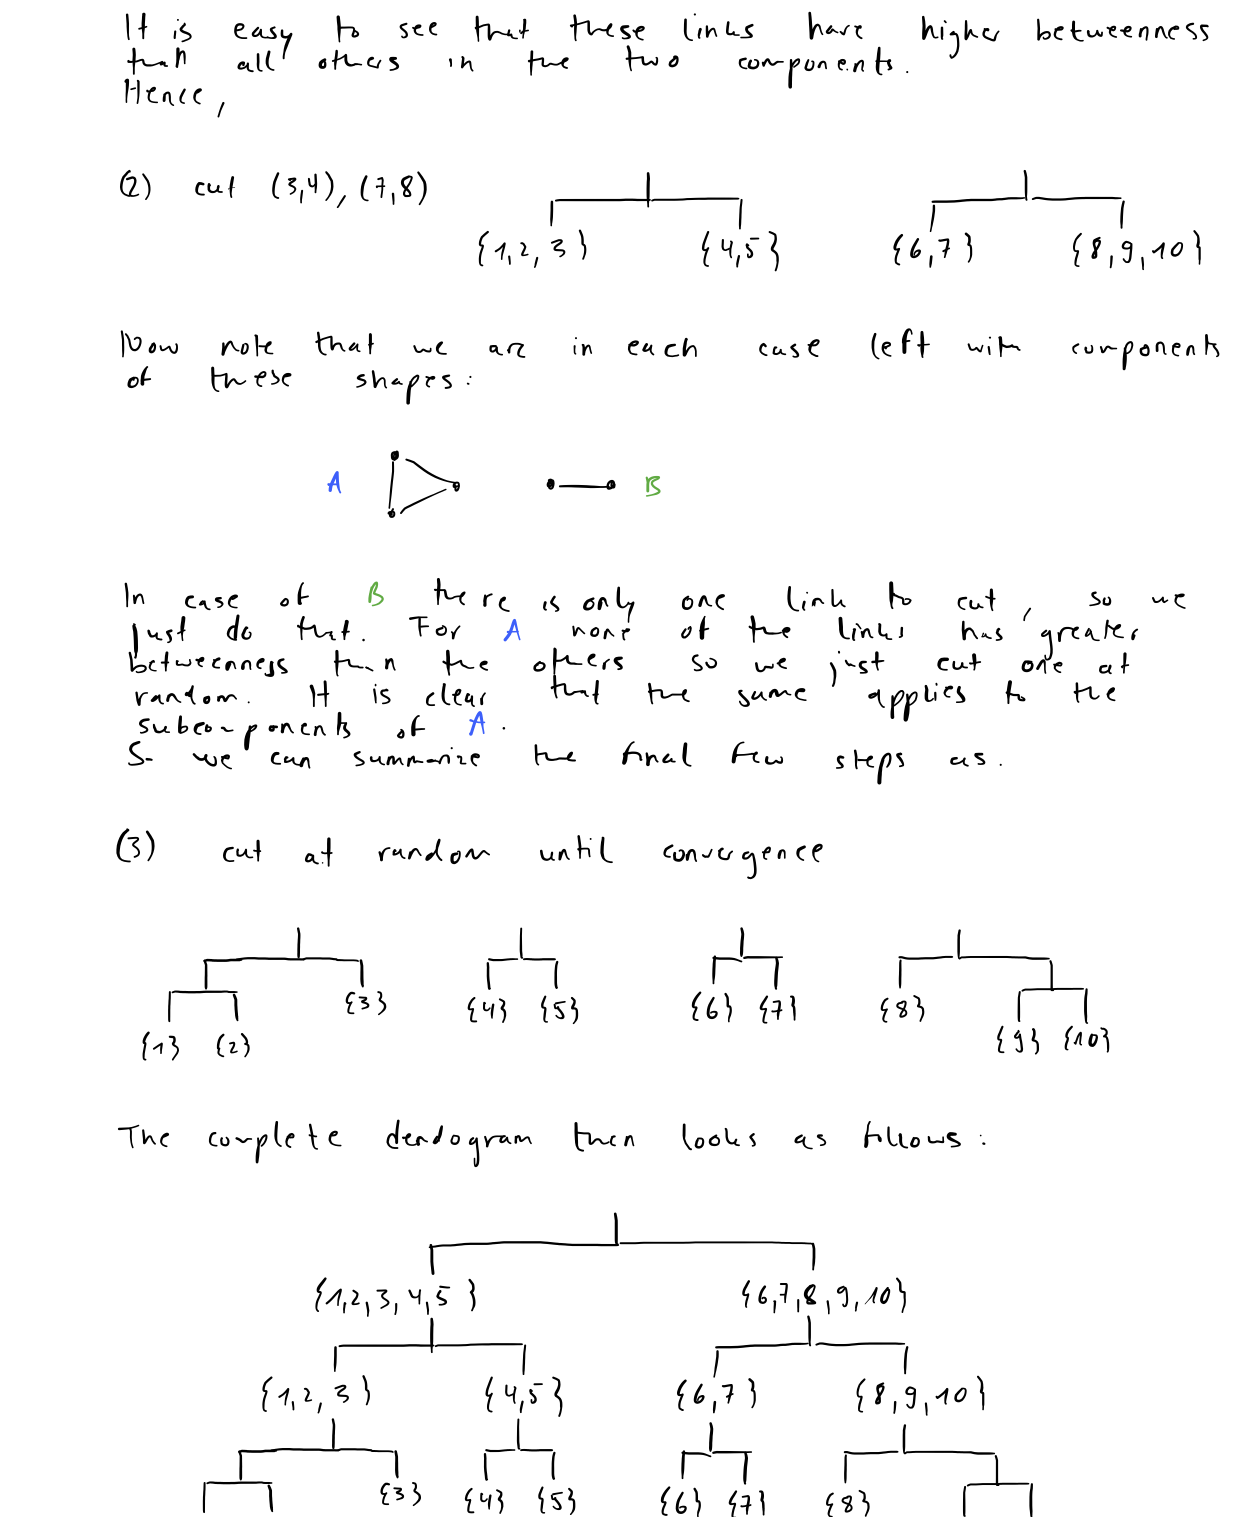 It is easy to see that these links have higher betweenness
than all others in the two components.
Hence,
(2) cut (3,4), (7,8)
{1,2,3} {4,5} {6,7} {8,9,10}
Now note that we are in each case left with components
of these shapes:
A B
In case of B there is only one link to cut, so we
just do that. For A none of the links has greater
betweenness than the others so we just cut one at
random. It is clear that the same applies to the
subcomponents of A.
So we can summarize the final few steps as.
(3) cut at random until convergence
{3} {4} {5} {6} {7} {8}
{1} {2} {9} {10}
The complete dendogram then looks as follows:
{1,2,3,4,5} {6,7,8,9,10}
{1,2,3} {4,5} {6,7} {8,9,10}
{3} {4} {5} {6} {7} {8}